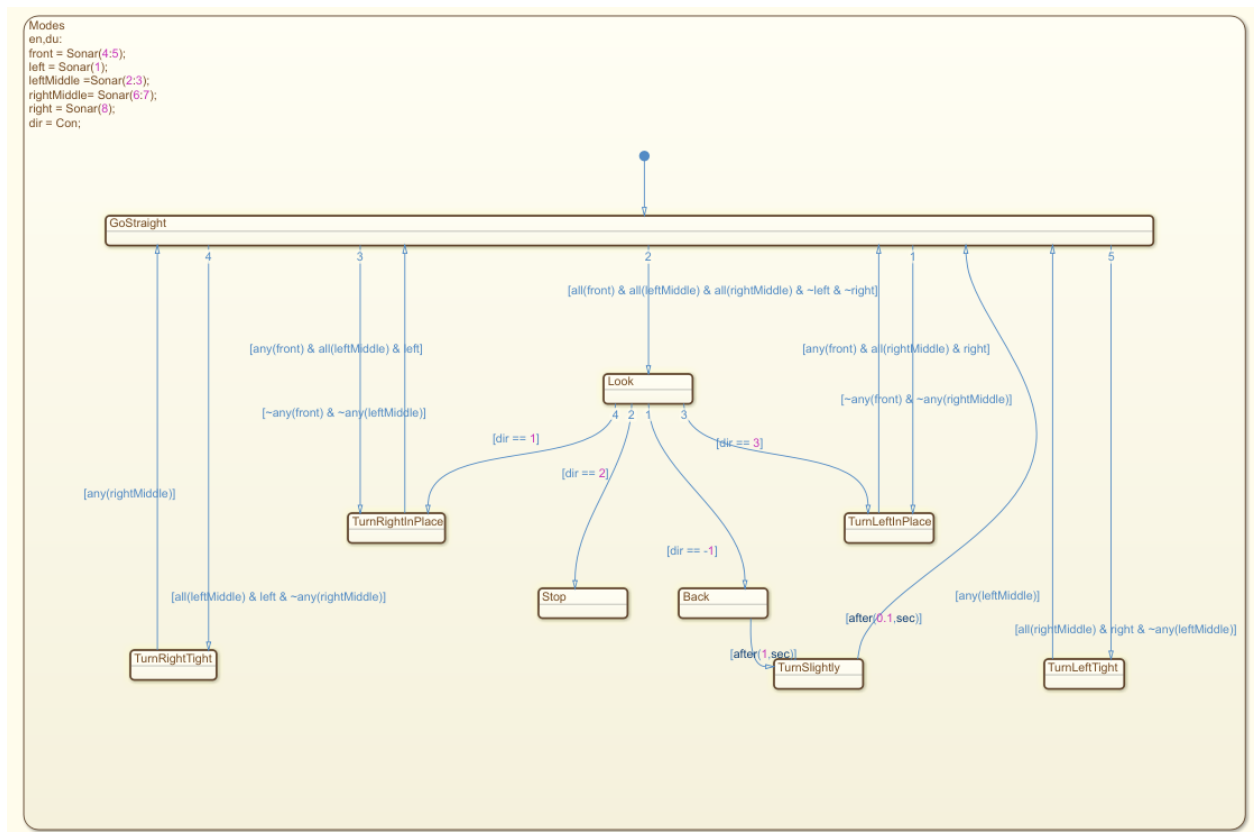 Modes
en,du:
front = Sonar(4:5);
left = Sonar(1);
leftMiddle =Sonar(2:3);
rightMiddle= Sonar(6:7);
right = Sonar(8);
dir = Con;
GoStraight
4
3
2
1
5
[all(front) & all(leftMiddle) & all(rightMiddle) & ~left & ~right]
[any(front) & all(leftMiddle) & left]
[any(front) & all(rightMiddle) & right]
Look
[~any(front) & ~any(leftMiddle)]
[~any(front) & ~any(rightMiddle)]
4
2
1
3
[dir == 1]
[dir == 3]
[dir == 2]
[any(rightMiddle)]
TurnRightInPlace
TurnLeftInPlace
[dir == -1]
Stop
Back
[all(leftMiddle) & left & ~any(rightMiddle)]
[any(leftMiddle)]
[after(0.1,sec)]
[all(rightMiddle) & right & ~any(leftMiddle)]
[after(1,sec)]
TurnRightTight
TurnSlightly
TurnLeftTight